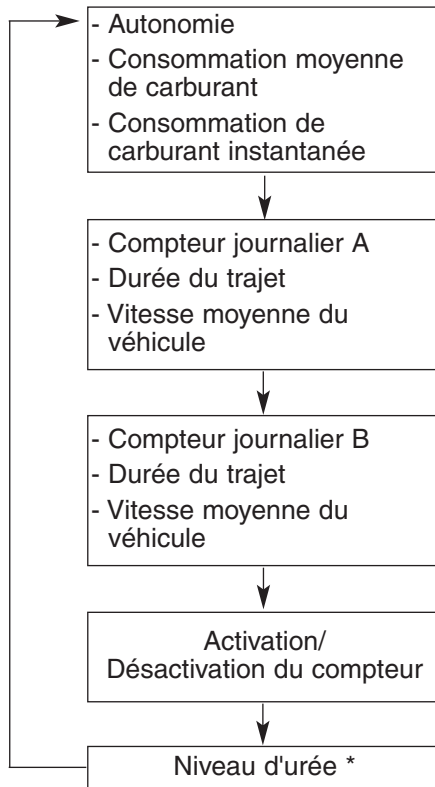 - Autonomie
- Consommation moyenne
de carburant
- Consommation de
carburant instantanée
- Compteur journalier A
- Durée du trajet
- Vitesse moyenne du
véhicule
- Compteur journalier B
- Durée du trajet
- Vitesse moyenne du
véhicule
Activation/
Désactivation du compteur
Niveau d'urée *